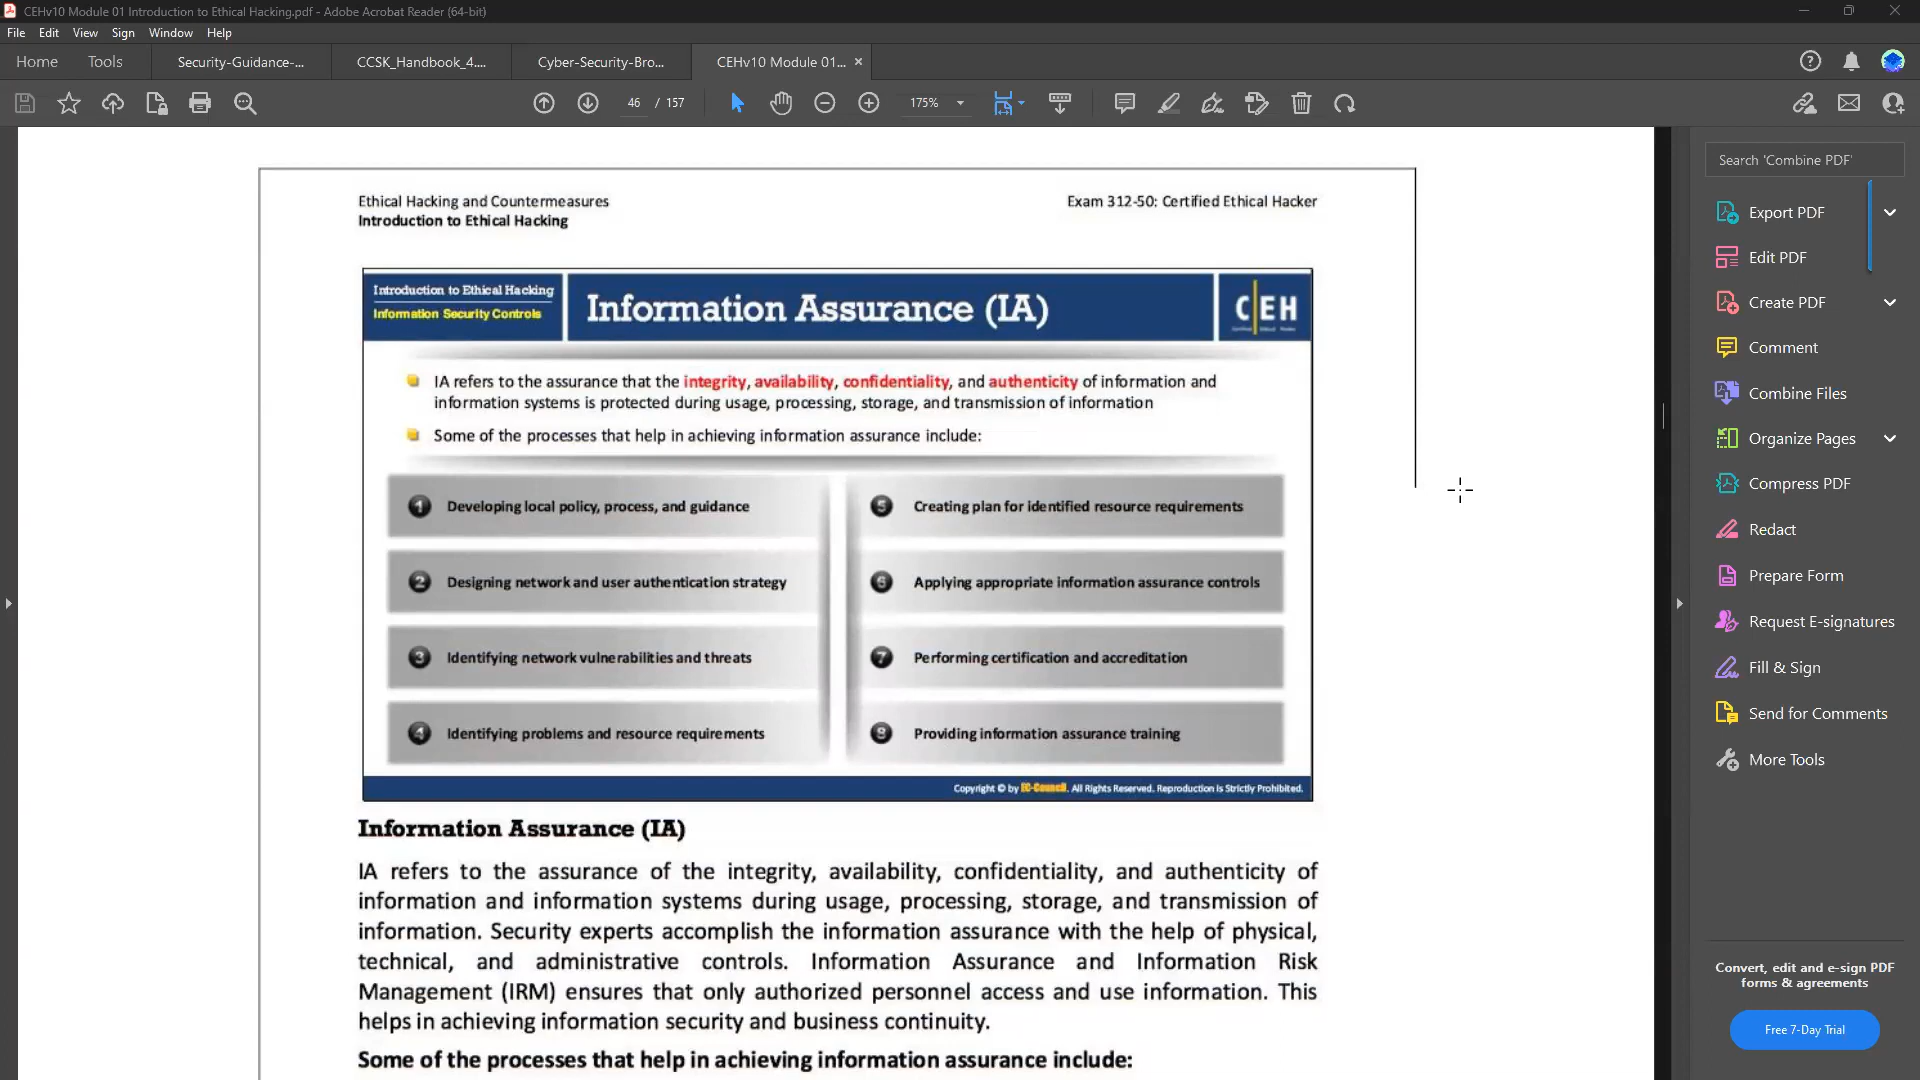 CEHv10 Module 01 Introduction to Ethical Hacking.pdf - Adobe Acrobat Reader (64-bit)
File Edit View Sign Window Help
Home Tools Security-Guidance-... CCSK_Handbook_4.... Cyber-Security-Bro... CEHv10 Module 01...
46 / 157 175%
Search 'Combine PDF'
Export PDF
Edit PDF
Create PDF
Comment
Combine Files
Organize Pages
Compress PDF
Redact
Prepare Form
Request E-signatures
Fill & Sign
Send for Comments
More Tools
Convert, edit and e-sign PDF
forms & agreements
Free 7-Day Trial
Ethical Hacking and Countermeasures
Introduction to Ethical Hacking
Exam 312-50: Certified Ethical Hacker
Introduction to Ethical Hacking
Information Security Controls
Information Assurance (IA)
C|EH
IA refers to the assurance that the integrity, availability, confidentiality, and authenticity of information and
information systems is protected during usage, processing, storage, and transmission of information
Some of the processes that help in achieving information assurance include:
1 Developing local policy, process, and guidance
2 Designing network and user authentication strategy
3 Identifying network vulnerabilities and threats
4 Identifying problems and resource requirements
5 Creating plan for identified resource requirements
6 Applying appropriate information assurance controls
7 Performing certification and accreditation
8 Providing information assurance training
Copyright © by EC-Council. All Rights Reserved. Reproduction is Strictly Prohibited.
Information Assurance (IA)
IA refers to the assurance of the integrity, availability, confidentiality, and authenticity of
information and information systems during usage, processing, storage, and transmission of
information. Security experts accomplish the information assurance with the help of physical,
technical, and administrative controls. Information Assurance and Information Risk
Management (IRM) ensures that only authorized personnel access and use information. This
helps in achieving information security and business continuity.
Some of the processes that help in achieving information assurance include: